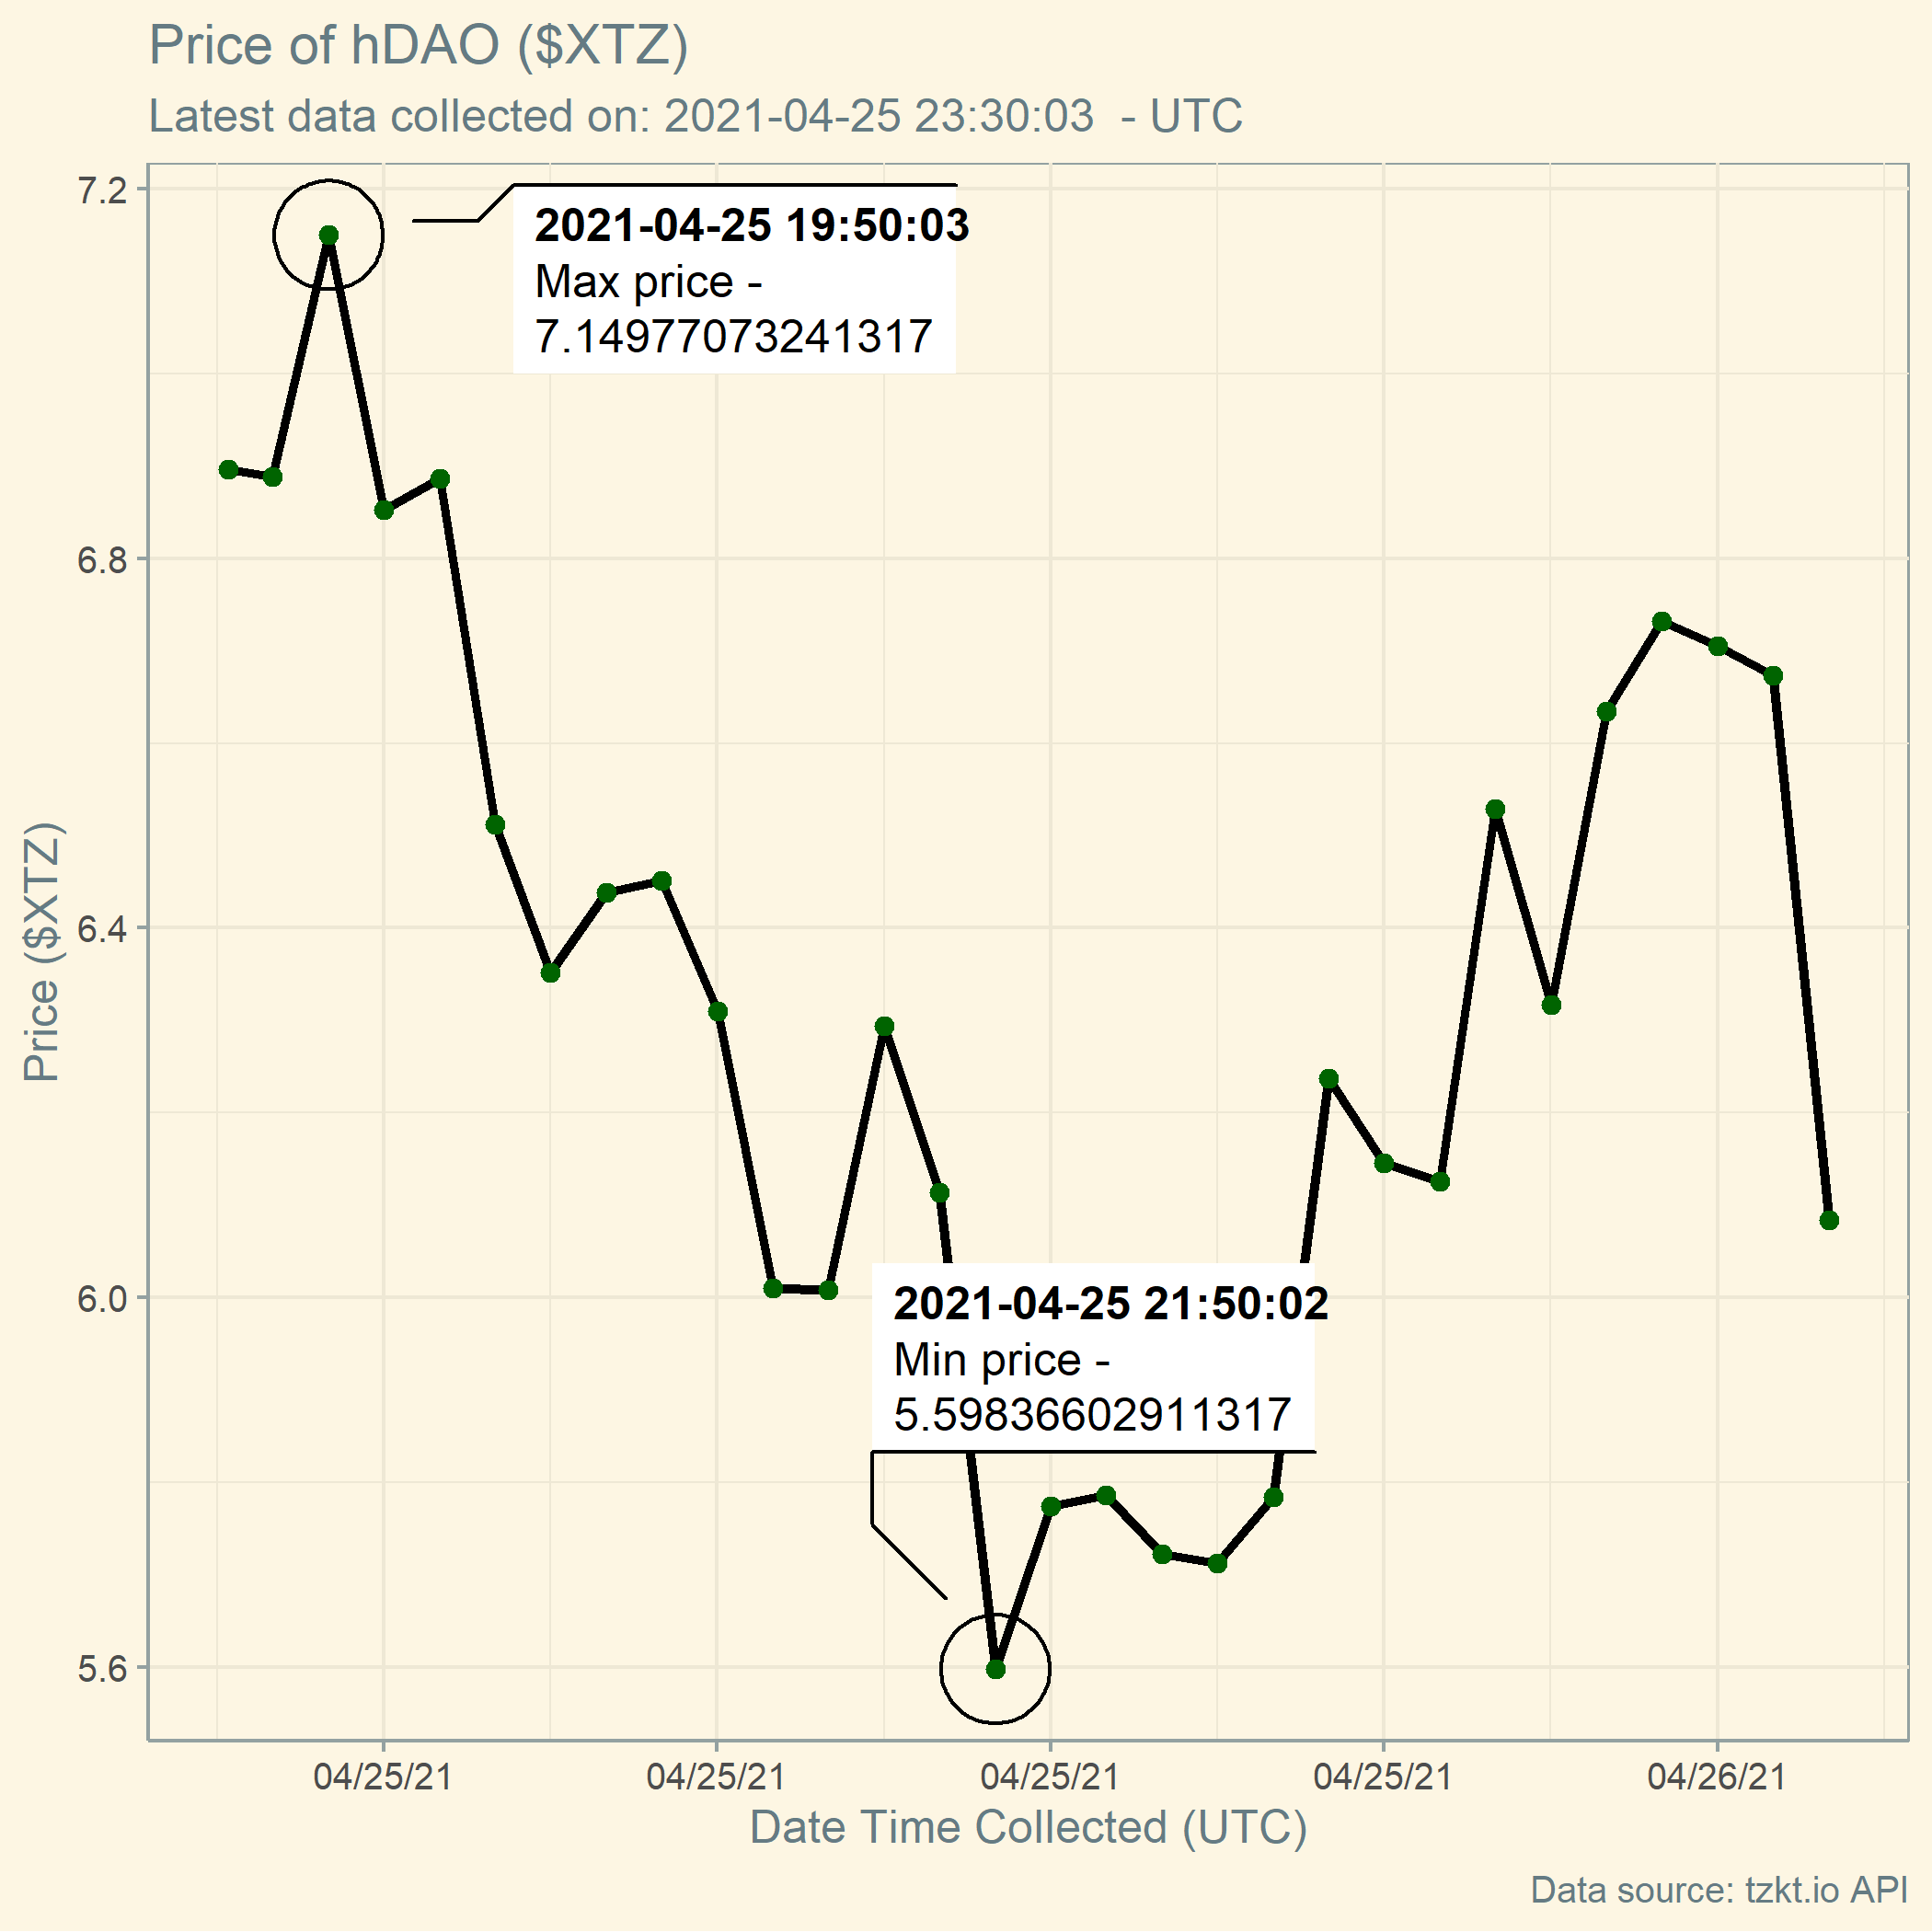 Price of hDAO ($XTZ)
Latest data collected on: 2021-04-25 23:30:03  - UTC
7.2
6.8
6.4
6.0
5.6
Price ($XTZ)
2021-04-25 19:50:03
Max price -
7.14977073241317
2021-04-25 21:50:02
Min price -
5.59836602911317
04/25/21 04/25/21 04/25/21 04/25/21 04/26/21
Date Time Collected (UTC)
Data source: tzkt.io API